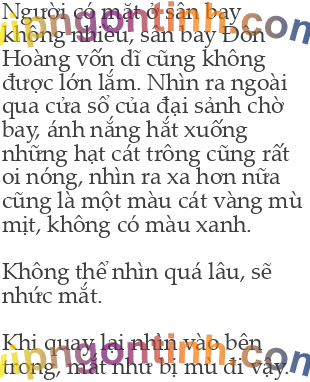 Người có mặt ở sân bay
không nhiều, sân bay Đôn
Hoàng vốn dĩ cũng không
được lớn lắm. Nhìn ra ngoài
qua cửa sổ của đại sảnh chờ
bay, ánh nắng hắt xuống
những hạt cát trông cũng rất
oi nóng, nhìn ra xa hơn nữa
cũng là một màu cát vàng mù
mịt, không có màu xanh.
Không thể nhìn quá lâu, sẽ
nhức mắt.
Khi quay lại nhìn vào bên
trong, mắt như bị mù đi vậy.
vipngontinh.com
vipngontinh.com